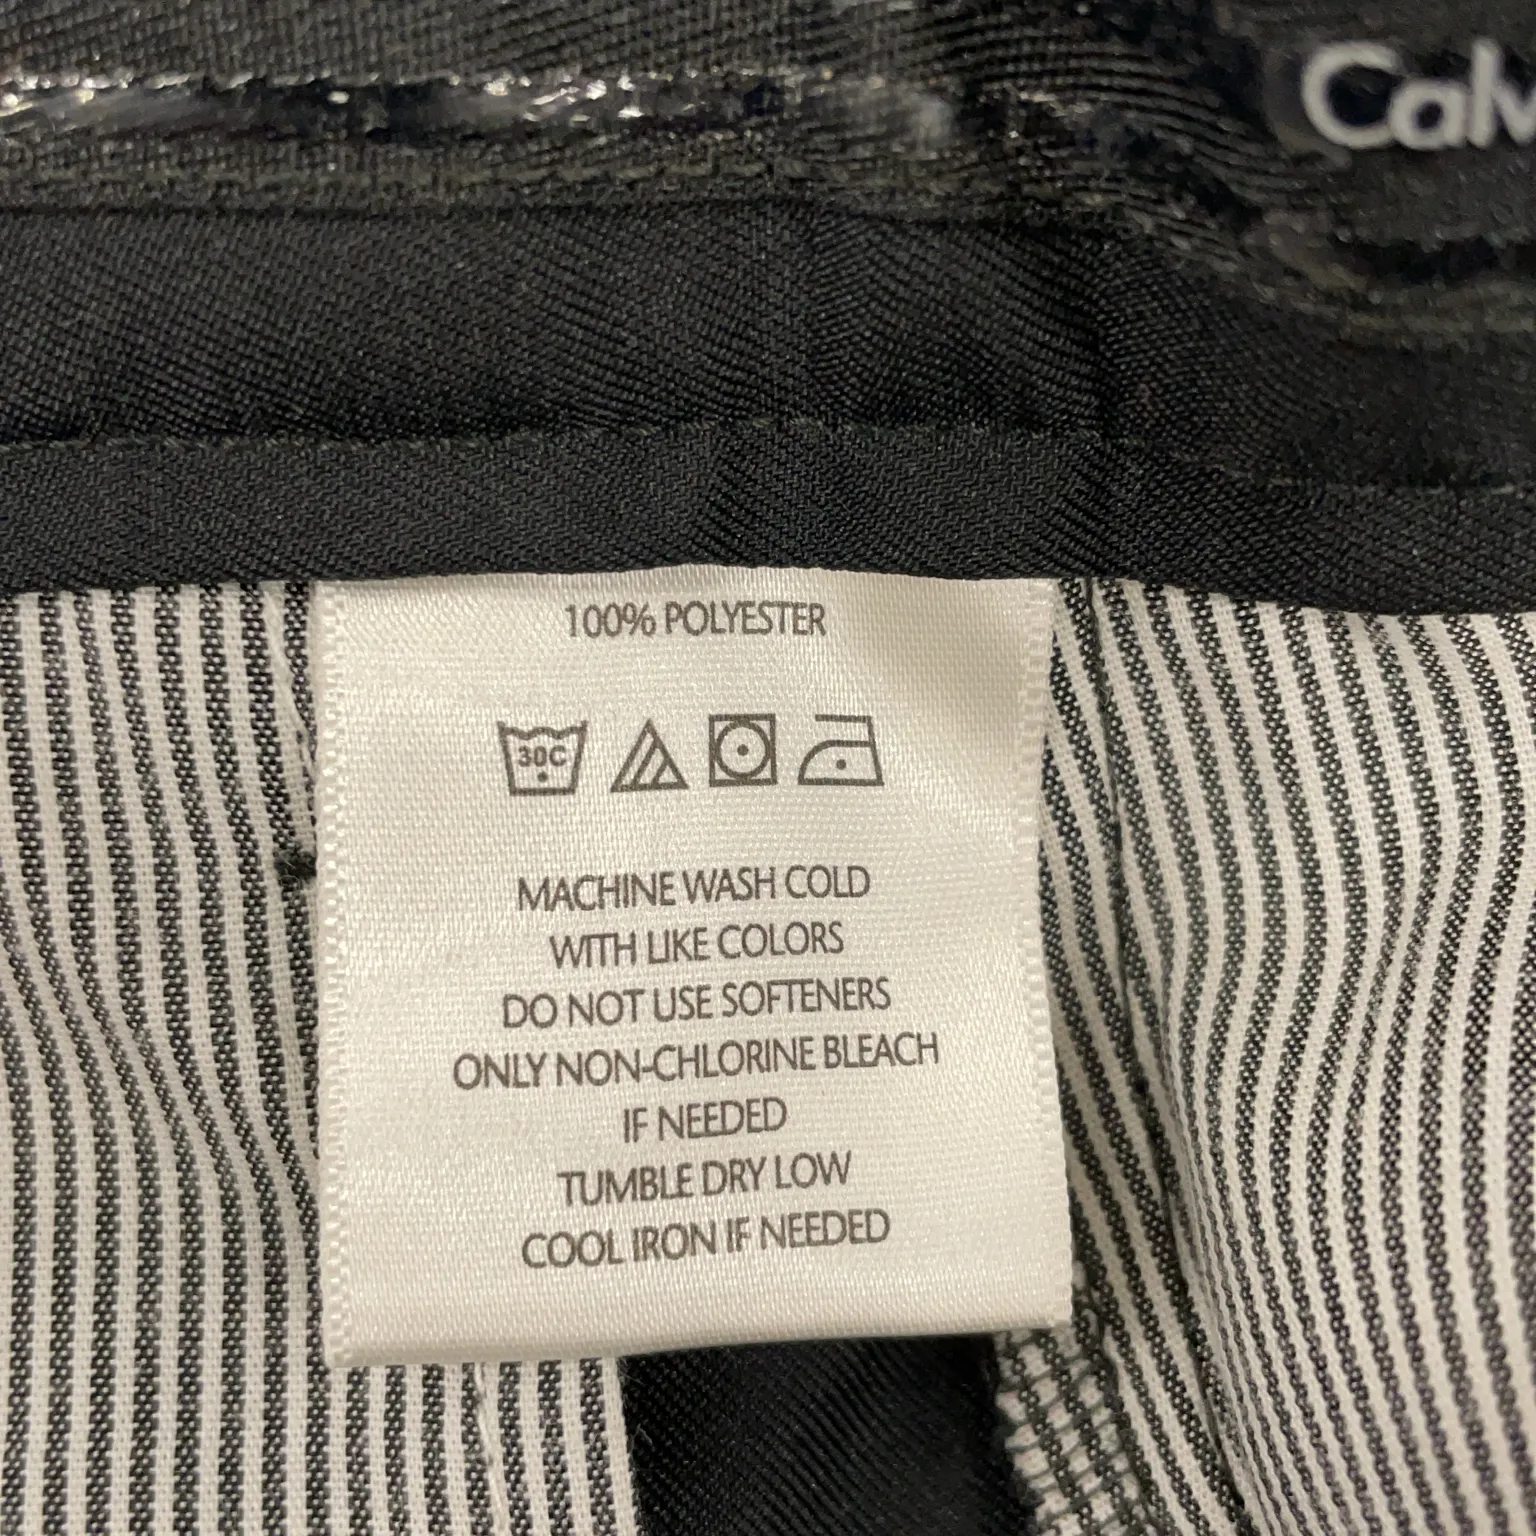 Calv
100% POLYESTER
30C
MACHINE WASH COLD
WITH LIKE COLORS
DO NOT USE SOFTENERS
ONLY NON-CHLORINE BLEACH
IF NEEDED
TUMBLE DRY LOW
COOL IRON IF NEEDED